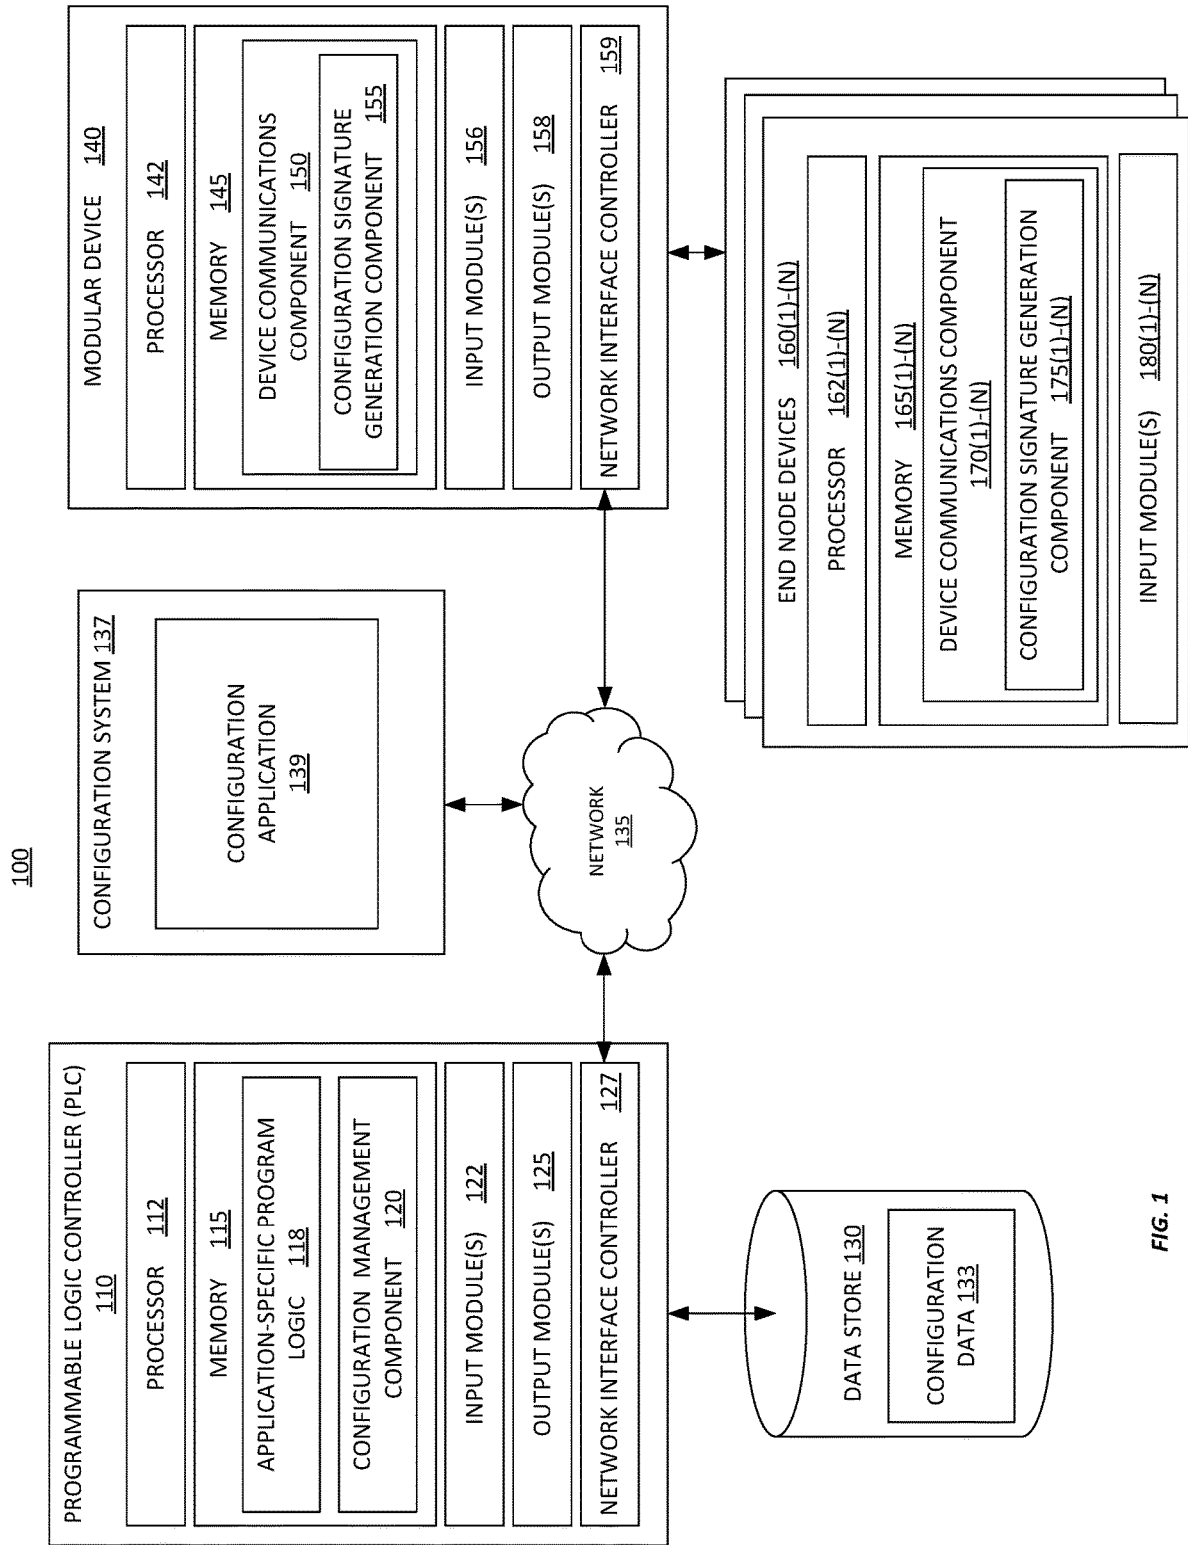 100
PROGRAMMABLE LOGIC CONTROLLER (PLC)
110
PROCESSOR 112
MEMORY 115
APPLICATION-SPECIFIC PROGRAM
LOGIC 118
CONFIGURATION MANAGEMENT
COMPONENT 120
INPUT MODULE(S) 122
OUTPUT MODULE(S) 125
NETWORK INTERFACE CONTROLLER 127
DATA STORE 130
CONFIGURATION
DATA 133
CONFIGURATION SYSTEM 137
CONFIGURATION
APPLICATION
139
NETWORK
135
MODULAR DEVICE 140
PROCESSOR 142
MEMORY 145
DEVICE COMMUNICATIONS
COMPONENT 150
CONFIGURATION SIGNATURE
GENERATION COMPONENT 155
INPUT MODULE(S) 156
OUTPUT MODULE(S) 158
NETWORK INTERFACE CONTROLLER 159
END NODE DEVICES 160(1)-(N)
PROCESSOR 162(1)-(N)
MEMORY 165(1)-(N)
DEVICE COMMUNICATIONS COMPONENT
170(1)-(N)
CONFIGURATION SIGNATURE GENERATION
COMPONENT 175(1)-(N)
INPUT MODULE(S) 180(1)-(N)
FIG. 1